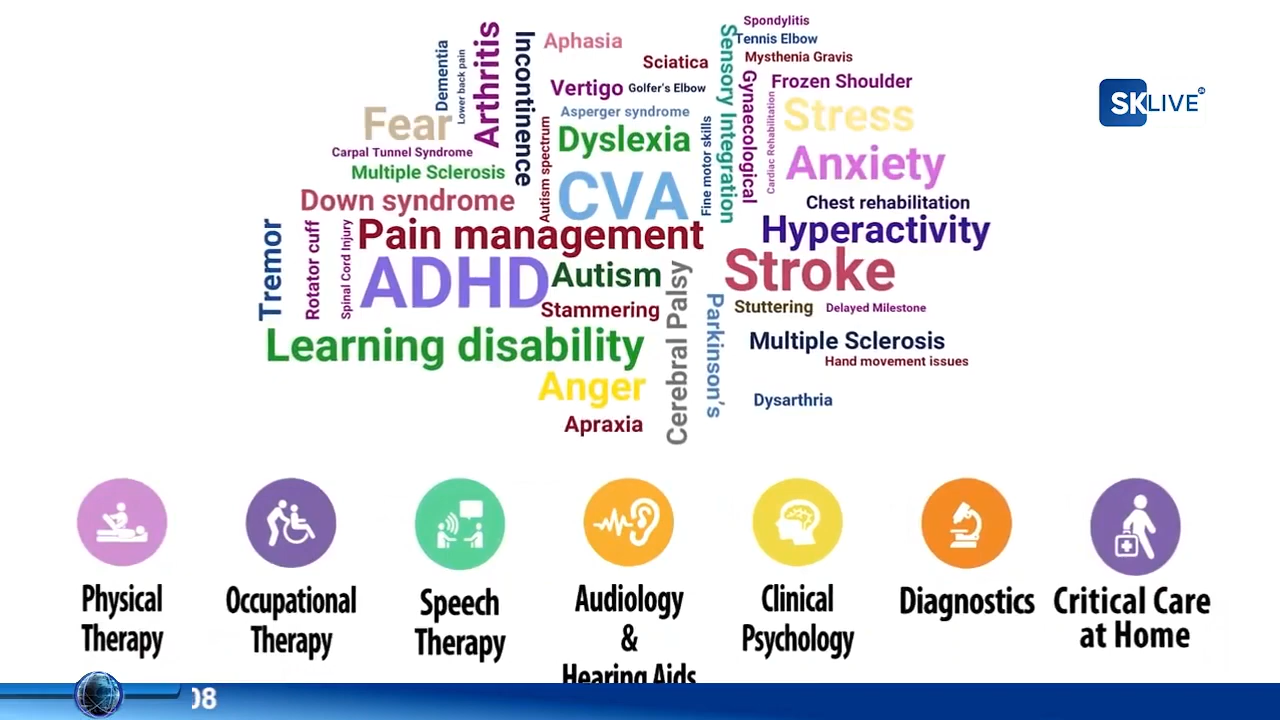 Spondylitis
Tennis Elbow
Mysthenia Gravis
Aphasia
Sciatica
Frozen Shoulder
Vertigo
Golfer's Elbow
Asperger syndrome
Dementia
Lower back pain
Arthritis
Incontinence
Autism spectrum
Fine motor skills
Sensory Integration
Gynaecological
Cardiac Rehabilitation
SKLIVE
24
Fear
Stress
Dyslexia
Carpal Tunnel Syndrome
Anxiety
Multiple Sclerosis
CVA
Down syndrome
Chest rehabilitation
Pain management
Hyperactivity
Tremor
Rotator cuff
Spinal Cord Injury
ADHD
Autism
Stroke
Stammering
Cerebral Palsy
Parkinson's
Stuttering
Delayed Milestone
Learning disability
Multiple Sclerosis
Hand movement issues
Anger
Dysarthria
Apraxia
Physical
Therapy
Occupational
Therapy
Speech
Therapy
Audiology
&
Hearing Aids
Clinical
Psychology
Diagnostics
Critical Care
at Home
08